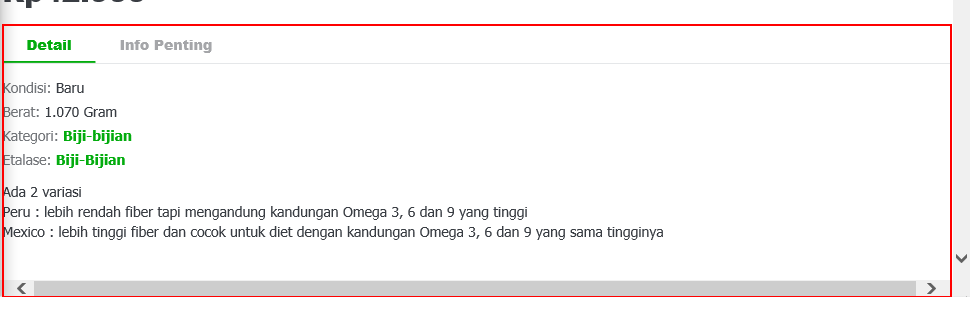 Detail Info Penting
Kondisi: Baru
Berat: 1.070 Gram
Kategori: Biji-bijian
Etalase: Biji-Bijian
Ada 2 variasi
Peru : lebih rendah fiber tapi mengandung kandungan Omega 3, 6 dan 9 yang tinggi
Mexico : lebih tinggi fiber dan cocok untuk diet dengan kandungan Omega 3, 6 dan 9 yang sama tingginya